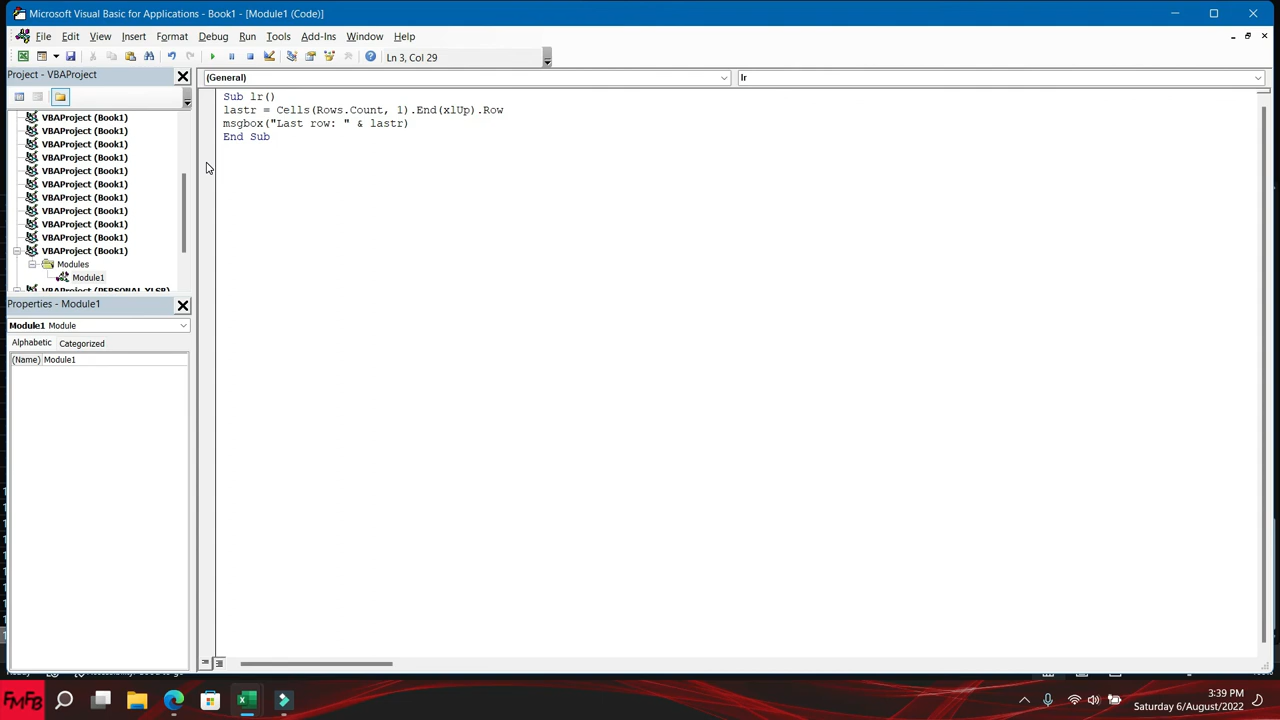 Microsoft Visual Basic for Applications - Book1 - [Module1 (Code)]
File Edit View Insert Format Debug Run Tools Add-Ins Window Help
Ln 3, Col 29
Project - VBAProject
(General)
lr
VBAProject (Book1)
VBAProject (Book1)
VBAProject (Book1)
VBAProject (Book1)
VBAProject (Book1)
VBAProject (Book1)
VBAProject (Book1)
VBAProject (Book1)
VBAProject (Book1)
VBAProject (Book1)
VBAProject (Book1)
Modules
Module1
VBAProject (PERSONAL.XLSB)
Sub lr()
lastr = Cells(Rows.Count, 1).End(xlUp).Row
msgbox("Last row: " & lastr)
End Sub
Properties - Module1
Module1 Module
Alphabetic Categorized
(Name) Module1
FMFB
3:39 PM
Saturday 6/August/2022